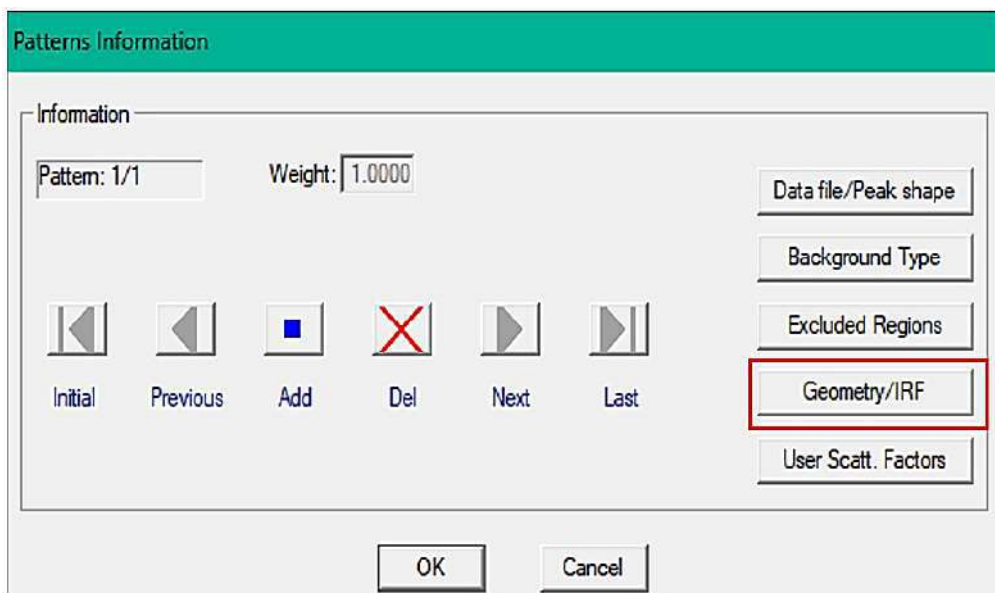 Patterns Information
Information
Pattern: 1/1
Weight: 1.0000
Data file/Peak shape
Background Type
Excluded Regions
Geometry/IRF
User Scatt. Factors
Initial
Previous
Add
Del
Next
Last
OK
Cancel